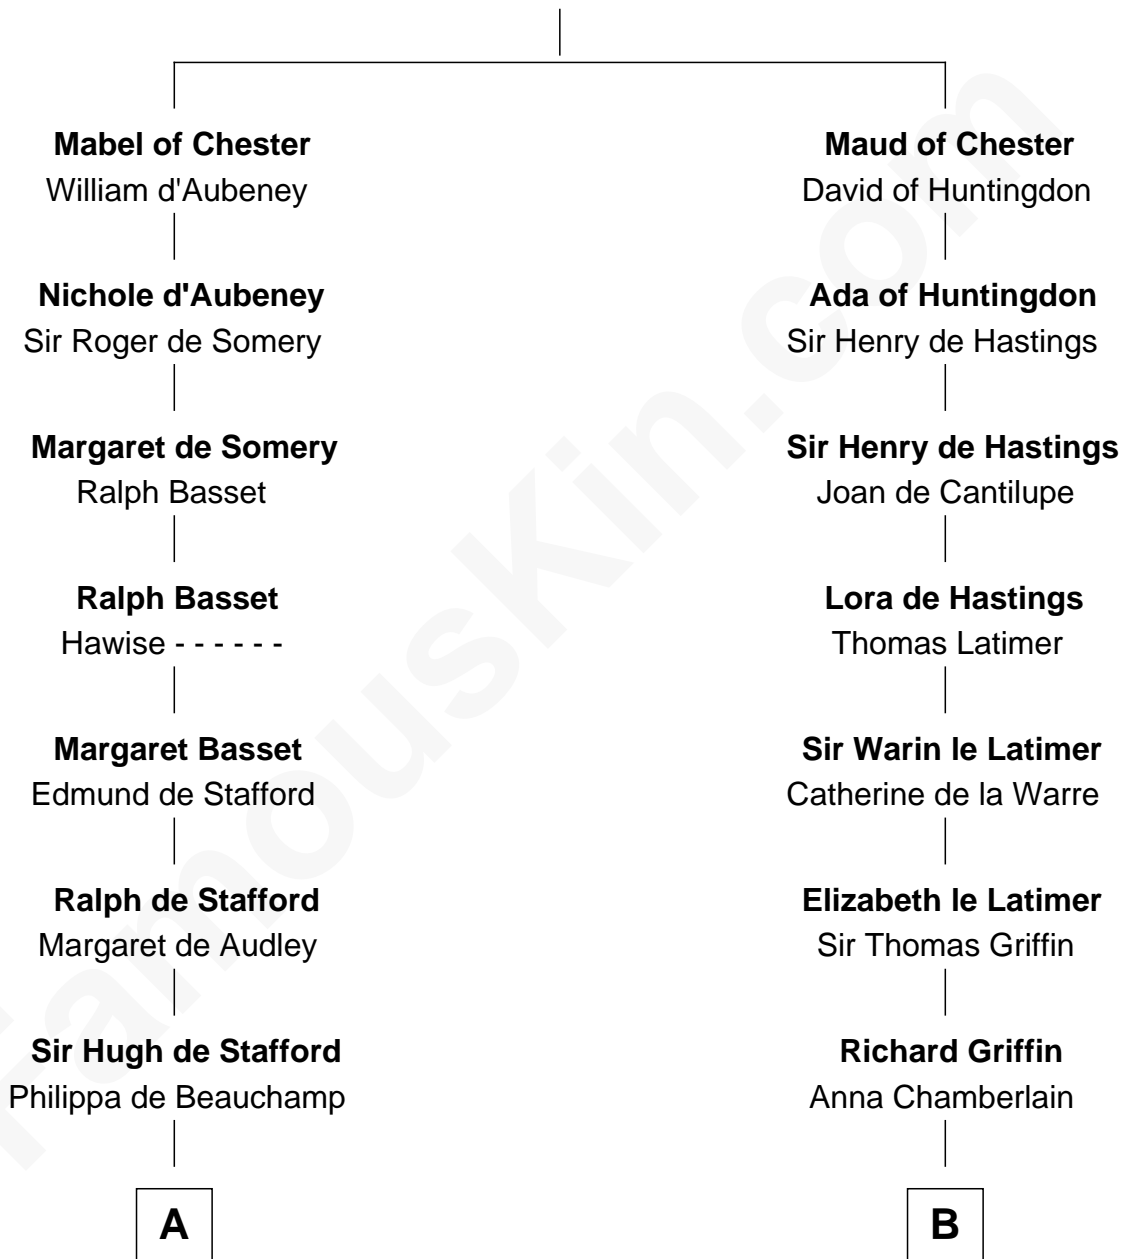 Mabel of Chester
William d'Aubeney
Nichole d'Aubeney
Sir Roger de Somery
Margaret de Somery
Ralph Basset
Ralph Basset
Hawise - - - - - -
Margaret Basset
Edmund de Stafford
Ralph de Stafford
Margaret de Audley
Sir Hugh de Stafford
Philippa de Beauchamp
A
Maud of Chester
David of Huntingdon
Ada of Huntingdon
Sir Henry de Hastings
Sir Henry de Hastings
Joan de Cantilupe
Lora de Hastings
Thomas Latimer
Sir Warin le Latimer
Catherine de la Warre
Elizabeth le Latimer
Sir Thomas Griffin
Richard Griffin
Anna Chamberlain
B
FamousKin.com